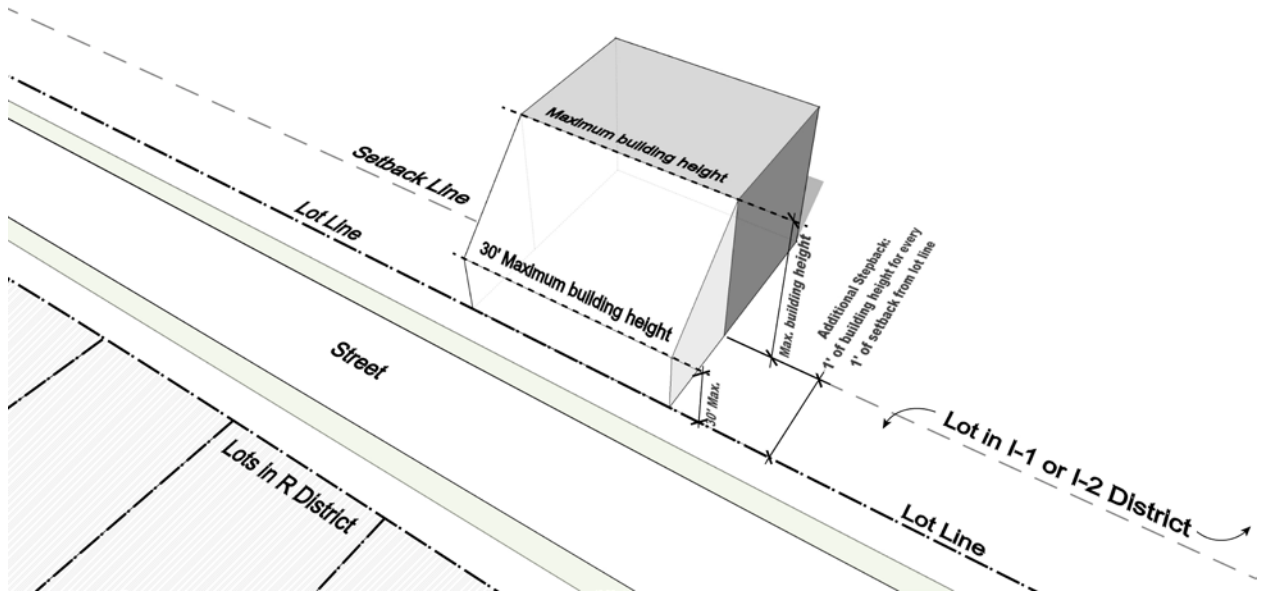 Maximum building height
Setback Line
Lot Line
30' Maximum building height
Max. building height
Additional Stepback:
1' of building height for every
1' of setback from lot line
30' Max.
Street
Lots in R District
Lot in I-1 or I-2 District
Lot Line